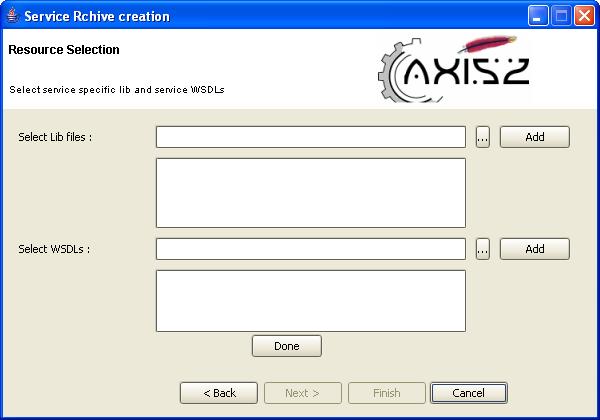 Service Rchive creation
Resource Selection
AXIS2
Select service specific lib and service WSDLs
Select Lib files :
...
Add
Select WSDLs :
...
Add
Done
< Back
Next >
Finish
Cancel